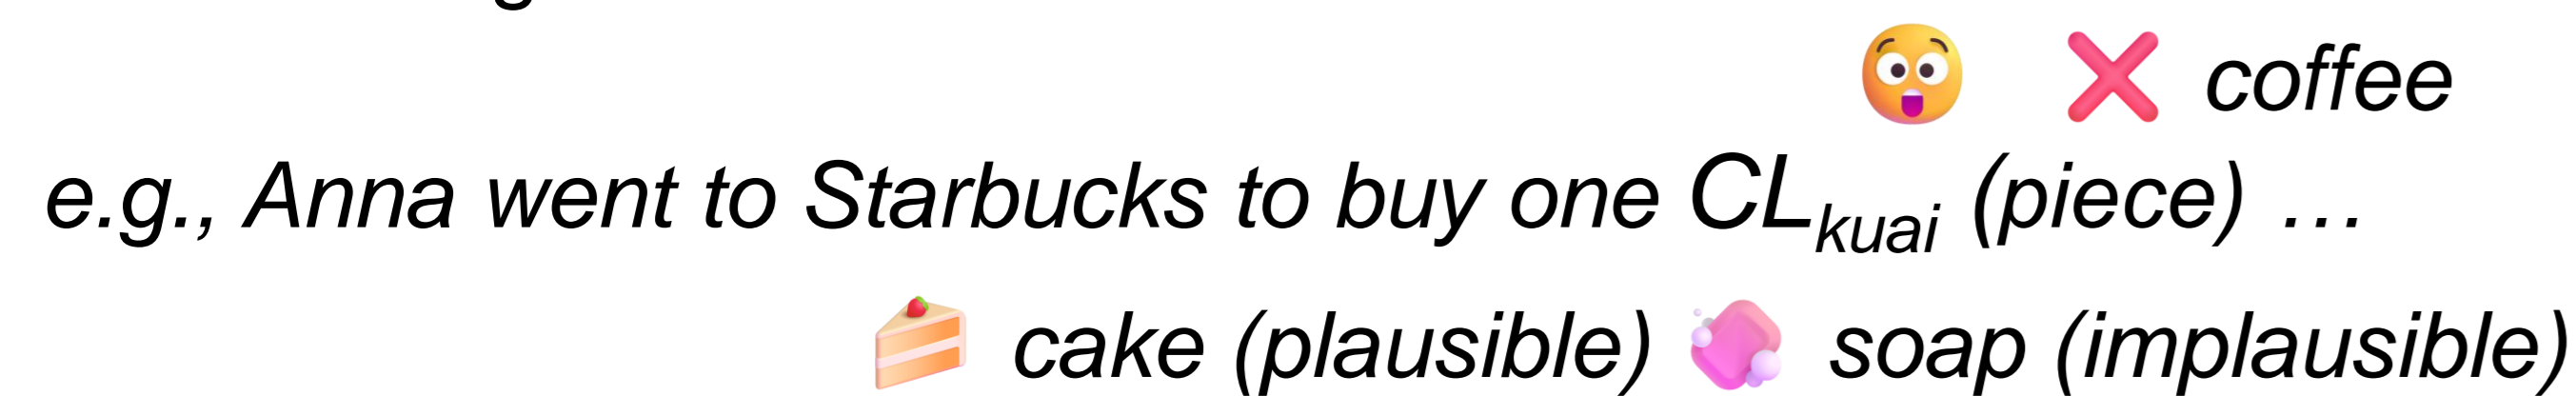 coffee
e.g., Anna went to Starbucks to buy one CLkuai (piece) …
cake (plausible) soap (implausible)